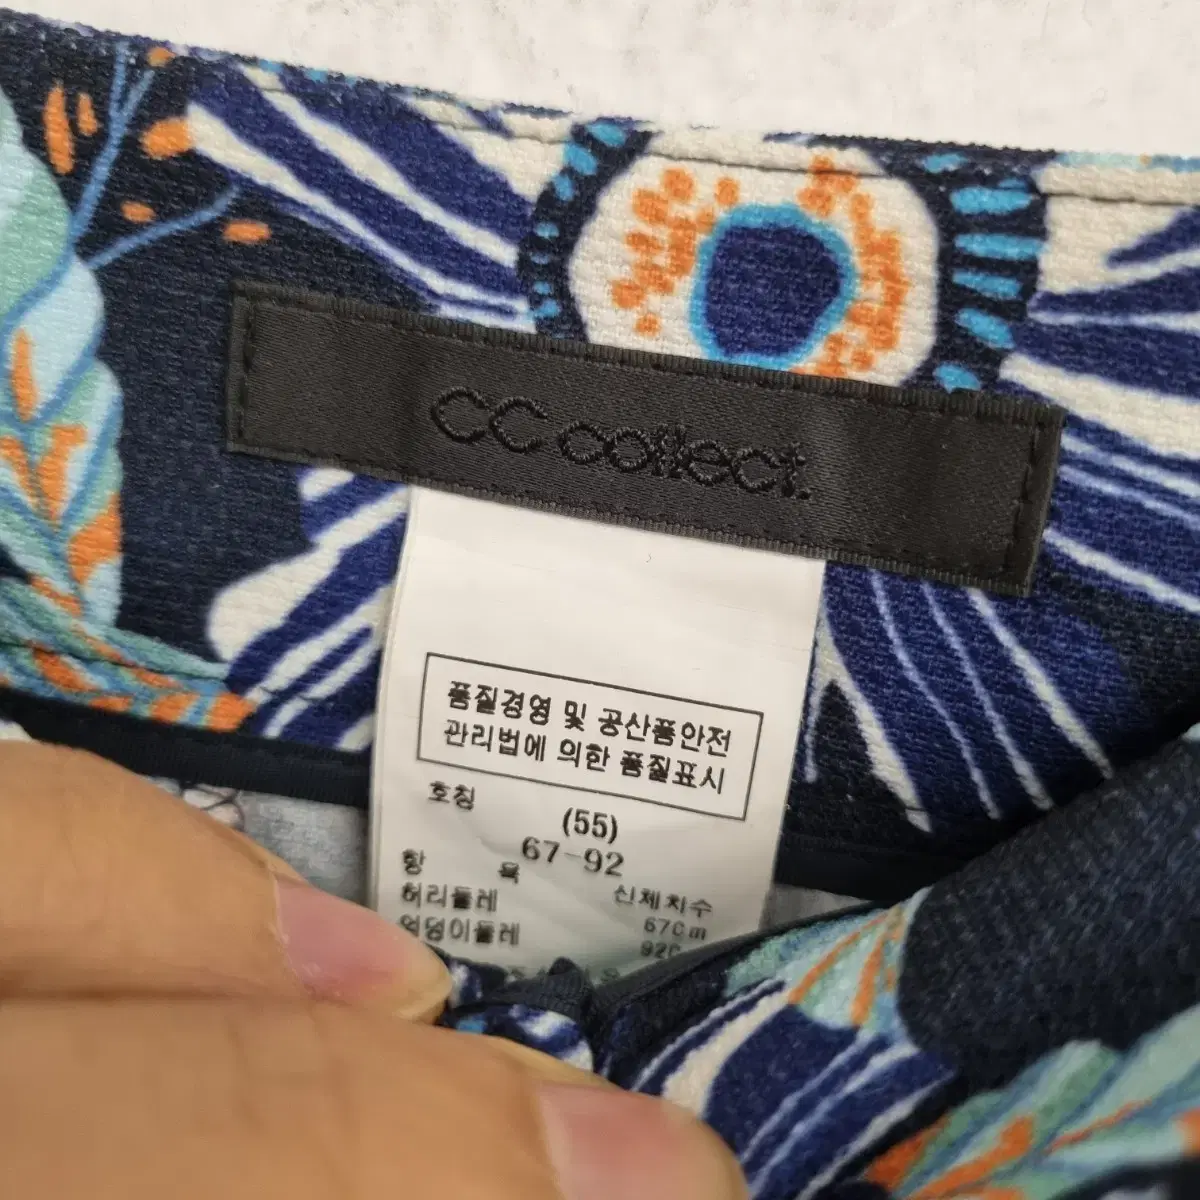 CC collect.
품질경영 및 공산품안전
관리법에 의한 품질표시
호칭
(55)
67-92
항 목 신체치수
허리둘레 67cm
엉덩이둘레